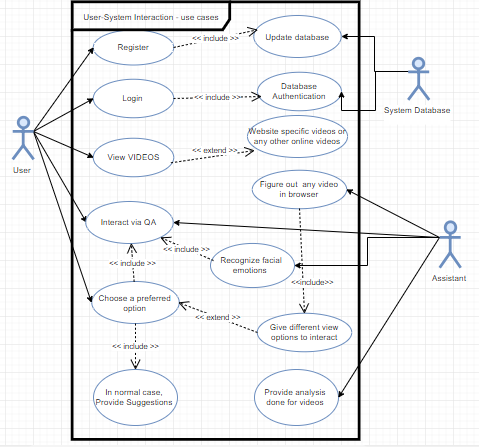 User-System Interaction - use cases
Register
<< include >>
Update database
Login
<< include >>
Database
Authentication
System Database
View VIDEOS
<< extend >>
Website specific videos or
any other online videos
User
Figure out any video
in browser
Interact via QA
<< include >>
Recognize facial
emotions
Assistant
<< include >>
<<include>>
Choose a preferred
option
<< extend >>
Give different view
options to interact
<< include >>
In normal case,
Provide Suggestions
Provide analysis
done for videos